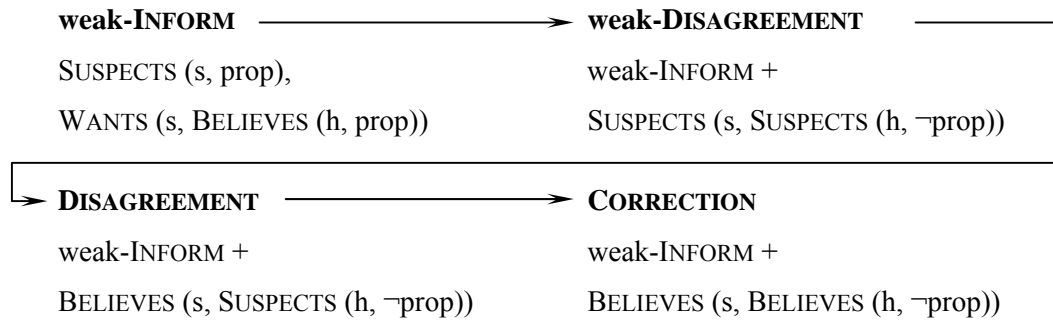 weak-INFORM weak-DISAGREEMENT
SUSPECTS (s, prop), weak-INFORM +
WANTS (s, BELIEVES (h, prop)) SUSPECTS (s, SUSPECTS (h, ¬prop))
DISAGREEMENT CORRECTION
weak-INFORM + weak-INFORM +
BELIEVES (s, SUSPECTS (h, ¬prop)) BELIEVES (s, BELIEVES (h, ¬prop))